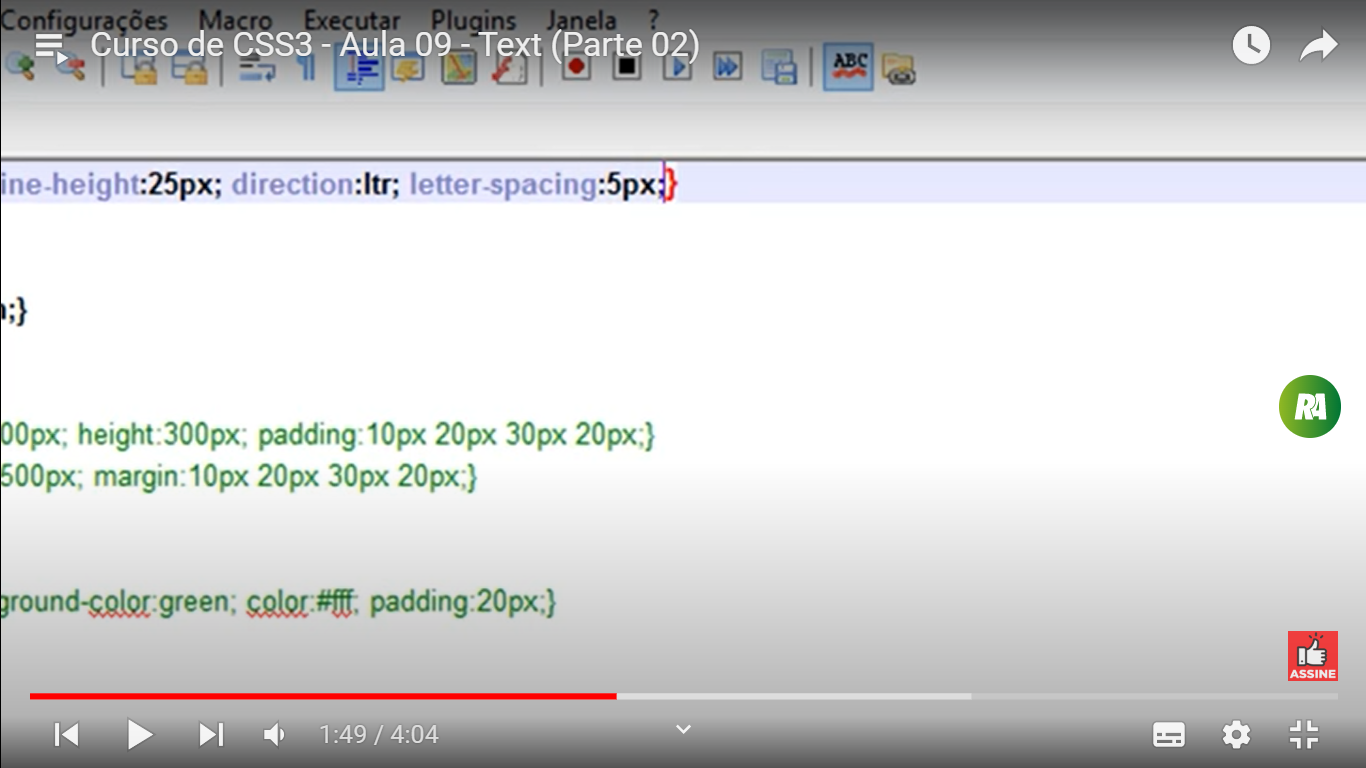 Configurações Macro Executar Plugins Janela ?
Curso de CSS3 - Aula 09 - Text (Parte 02)
ABC
ine-height:25px; direction:ltr; letter-spacing:5px;}
;}
00px; height:300px; padding:10px 20px 30px 20px;}
500px; margin:10px 20px 30px 20px;}
RA
ground-color:green; color:#fff; padding:20px;}
ASSINE
1:49 / 4:04